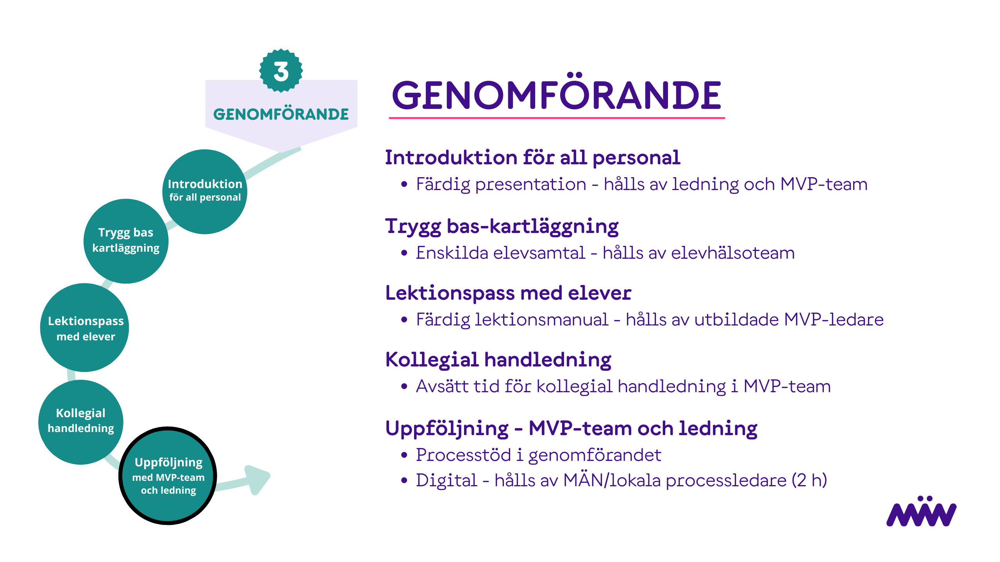 3
GENOMFÖRANDE
Introduktion
för all personal
Trygg bas
kartläggning
Lektionspass
med elever
Kollegial
handledning
Uppföljning
med MVP-team
och ledning
GENOMFÖRANDE
Introduktion för all personal
• Färdig presentation - hålls av ledning och MVP-team
Trygg bas-kartläggning
• Enskilda elevsamtal - hålls av elevhälsoteam
Lektionspass med elever
• Färdig lektionsmanual - hålls av utbildade MVP-ledare
Kollegial handledning
• Avsätt tid för kollegial handledning i MVP-team
Uppföljning - MVP-team och ledning
• Processtöd i genomförandet
• Digital - hålls av MÄN/lokala processledare (2 h)
MÄN